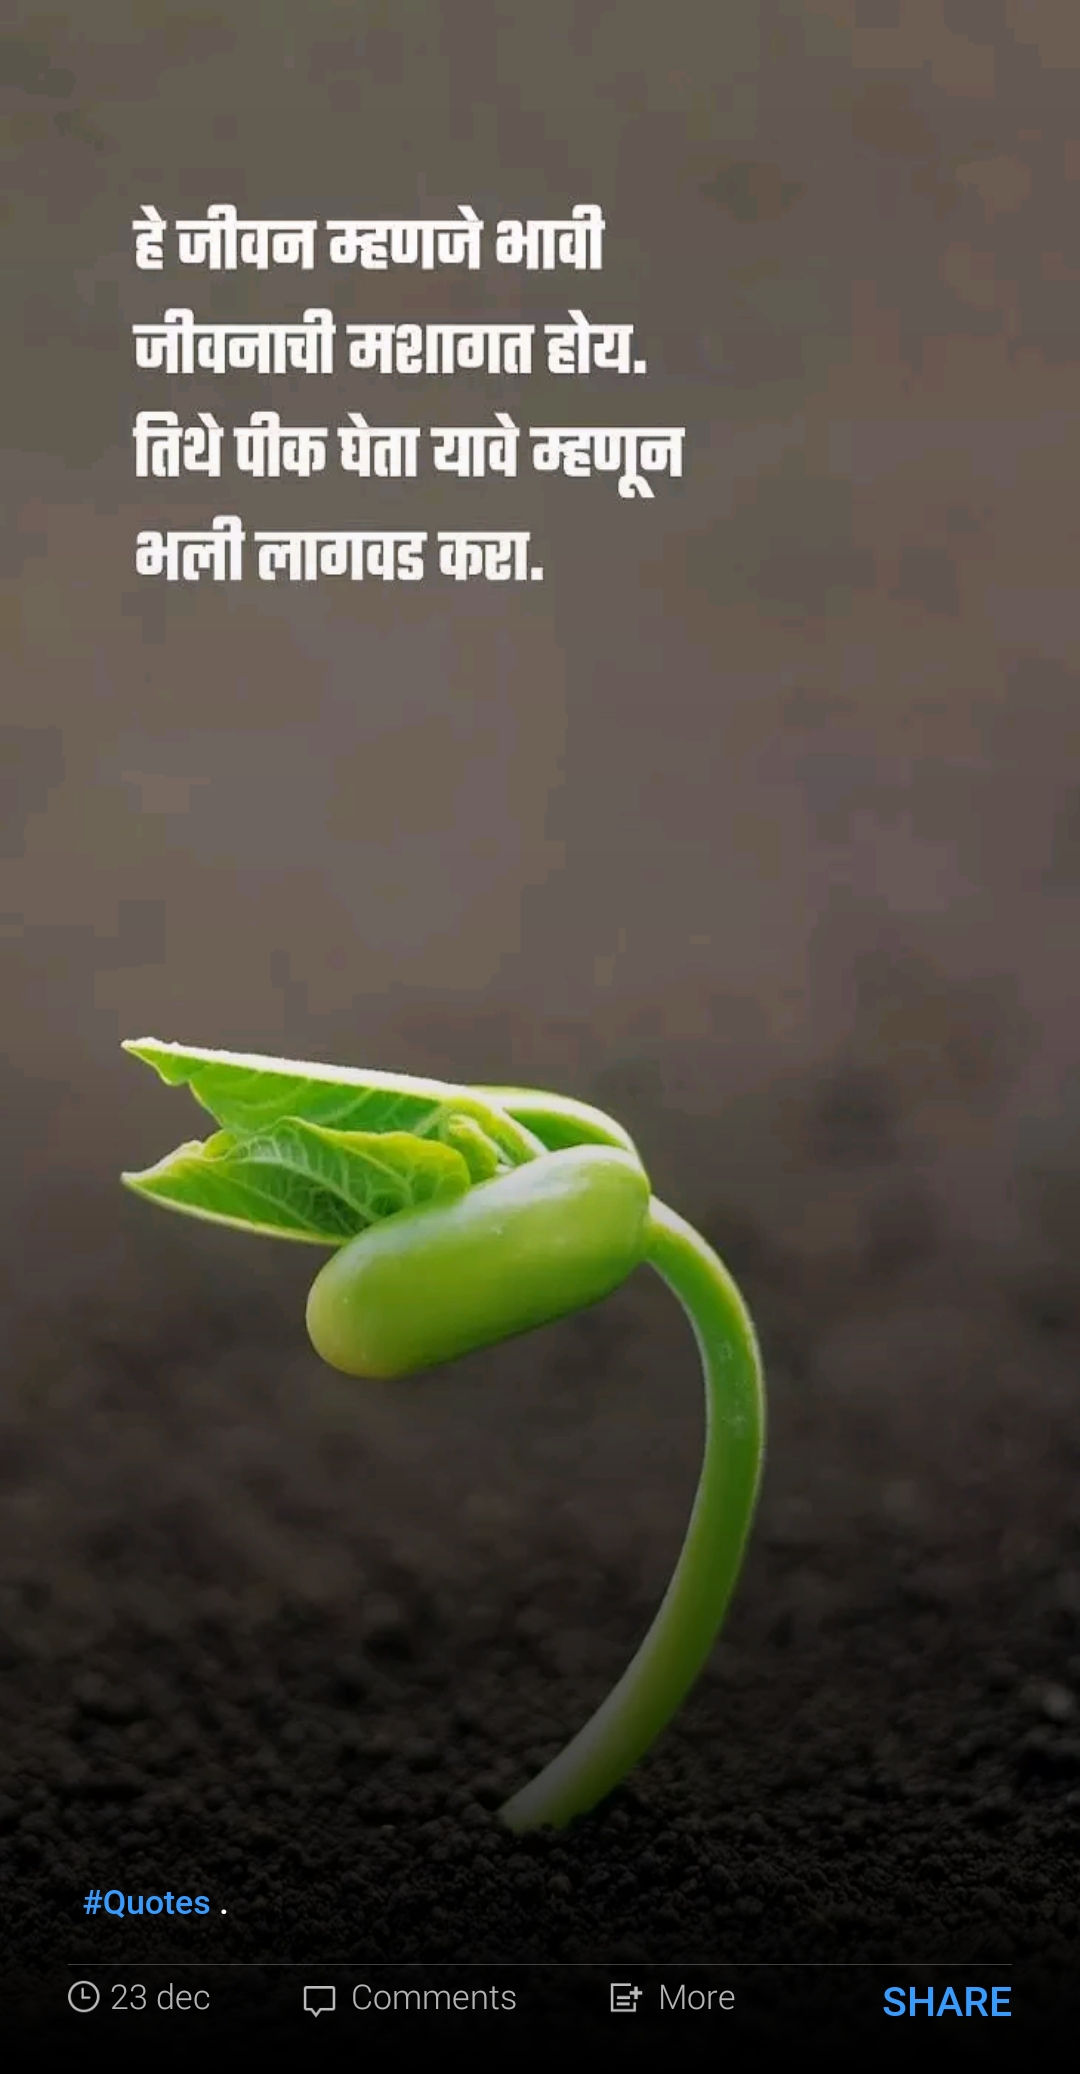 हे जीवन म्हणजे भावी
जीवनाची मशागत होय.
तिथे पीक घेता यावे म्हणून
भली लागवड करा.
#Quotes .
23 dec
Comments
More
SHARE